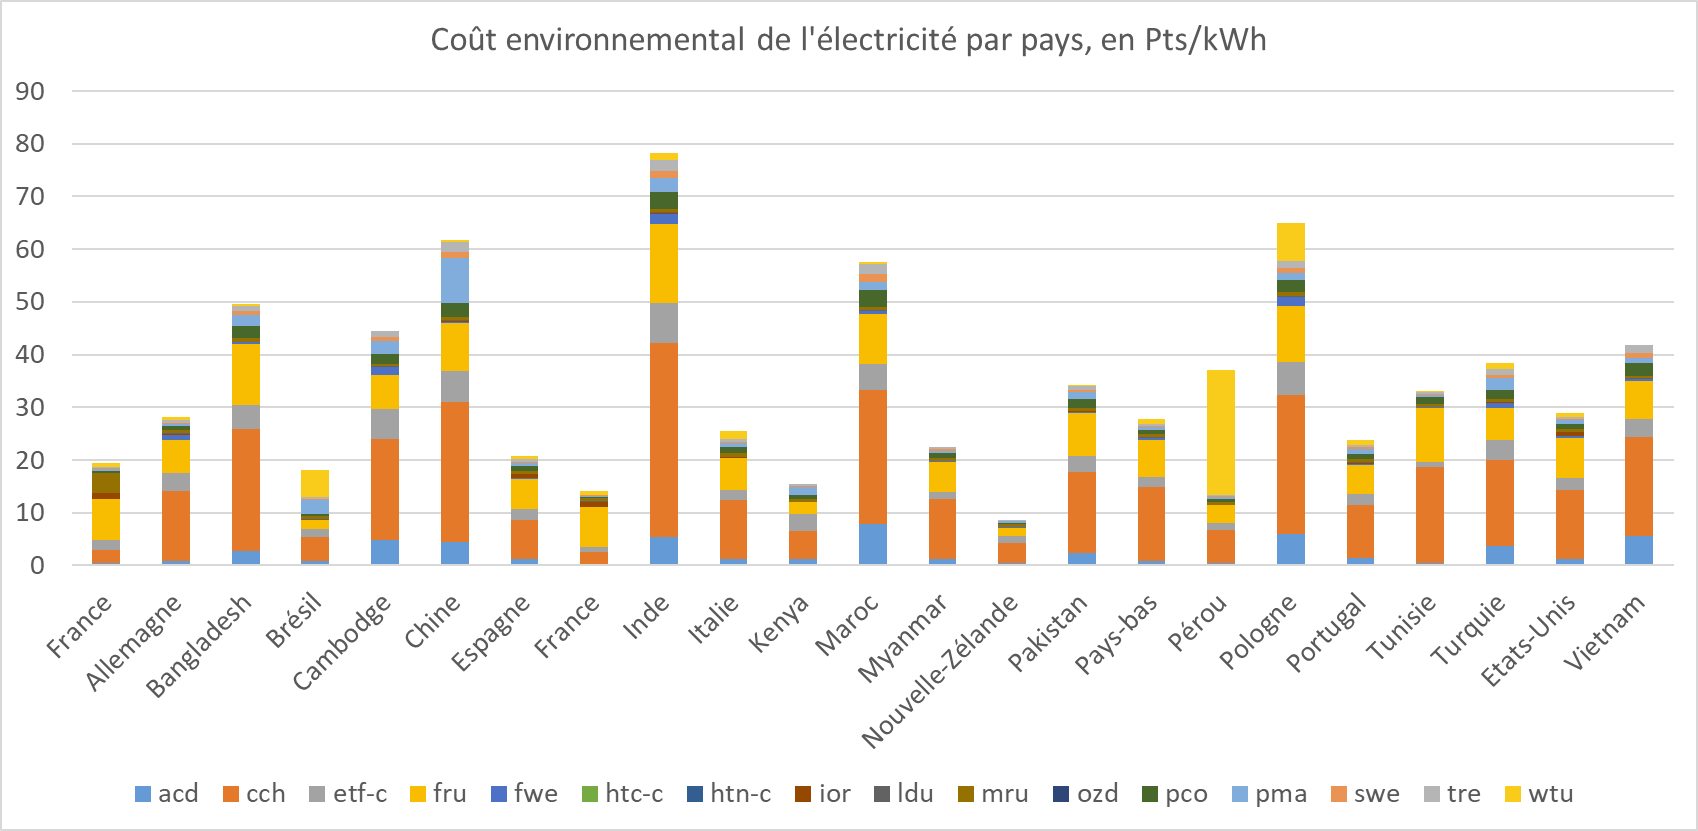 Coût environnemental de l'électricité par pays, en Pts/kWh
90
80
70
60
50
40
30
20
10
0
France
Allemagne
Bangladesh
Brésil
Cambodge
Chine
Espagne
France
Inde
Italie
Kenya
Maroc
Myanmar
Nouvelle-Zélande
Pakistan
Pays-bas
Pérou
Pologne
Portugal
Tunisie
Turquie
Etats-Unis
Vietnam
acd cch etf-c fru fwe htc-c htn-c ior ldu mru ozd pco pma swe tre wtu